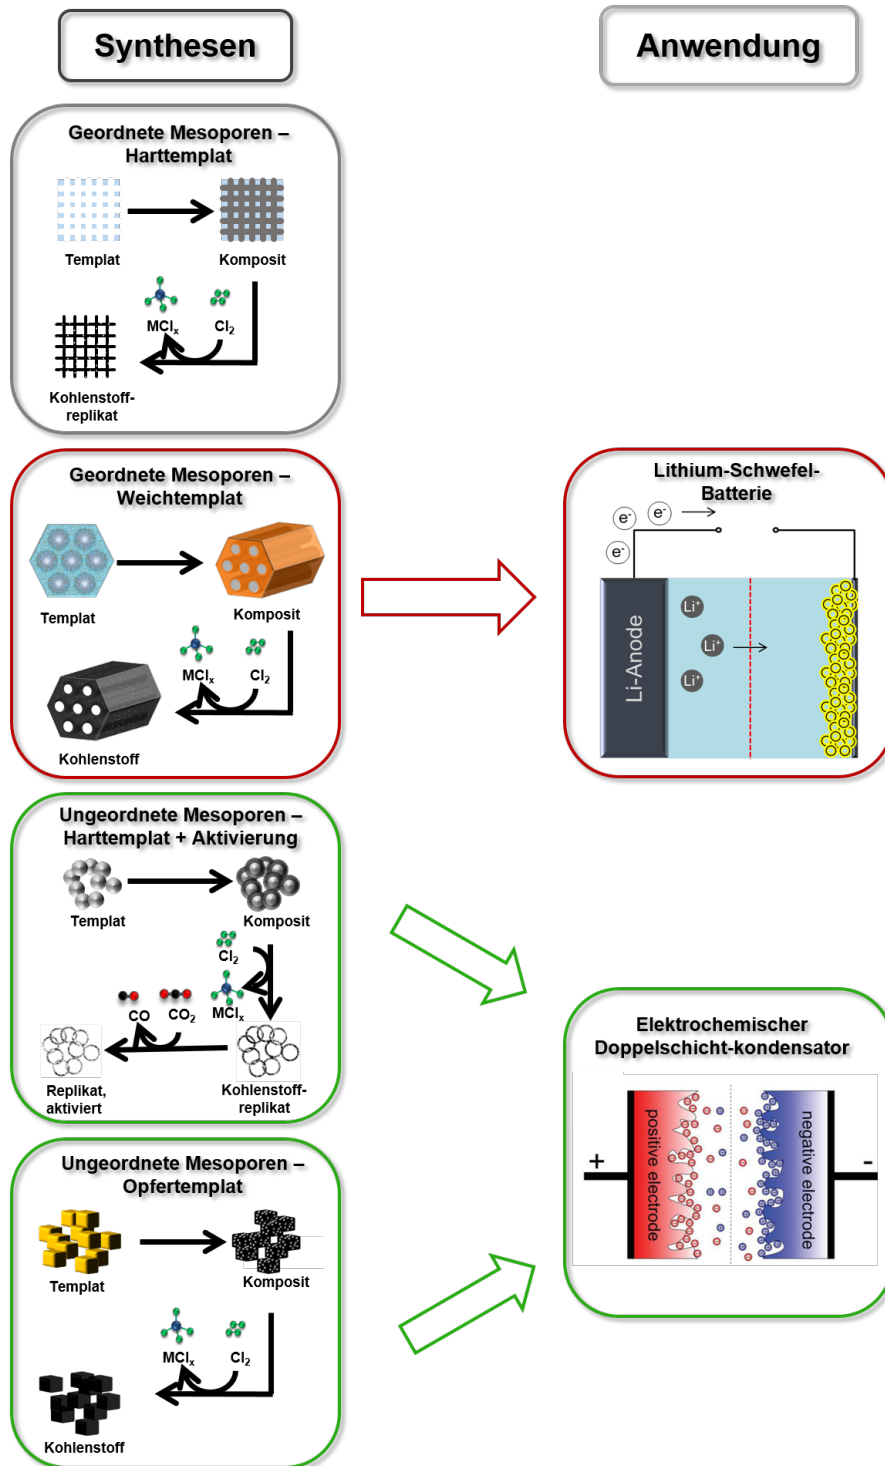 Synthesen
Anwendung
Geordnete Mesoporen –
Harttemplat
Templat
Komposit
MClₓ
Cl₂
Kohlenstoff-
replikat
Geordnete Mesoporen –
Weichtemplat
Templat
Komposit
MClₓ
Cl₂
Kohlenstoff
Lithium-Schwefel-
Batterie
e⁻
e⁻
e⁻
Li-Anode
Li⁺
Li⁺
Li⁺
Ungeordnete Mesoporen –
Harttemplat + Aktivierung
Templat
Komposit
Cl₂
MClₓ
CO
CO₂
Replikat,
aktiviert
Kohlenstoff-
replikat
Elektrochemischer
Doppelschicht-kondensator
+
positive electrode
negative electrode
-
Ungeordnete Mesoporen –
Opfertemplat
Templat
Komposit
MClₓ
Cl₂
Kohlenstoff